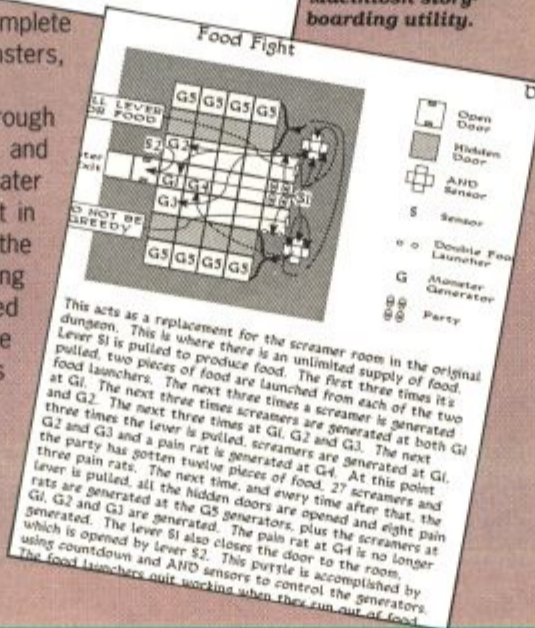 mplete
asters,
rough
and
ater
t in
the
ing
ed
e
s
Macintosh story-
boarding utility.
Food Fight
G5 G5 G5 G5
LL LEVER
OR FOOD
S2 G2
ter
xit
G1 G4
S1
G3
O NOT BE
GREEDY
G5 G5 G5 G5
Open
Door
Hidden
Door
AND
Sensor
S Sensor
Double Foo
Launcher
G Monster
Generator
Party
This acts as a replacement for the screamer room in the original
dungeon. This is where there is an unlimited supply of food.
Lever S1 is pulled to produce food. The first three times it's
pulled, two pieces of food are launched from each of the two
food launchers. The next three times a screamer is generated
at G1. The next three times screamers are generated at both G1
and G2. The next three times at G1, G2 and G3. The next
three times the lever is pulled, screamers are generated at G1,
G2 and G3 and a pain rat is generated at G4. At this point
the party has gotten twelve pieces of food, 27 screamers and
three pain rats. The next time, and every time after that, the
lever is pulled, all the hidden doors are opened and eight pain
rats are generated at the G5 generators, plus the screamers at
G1, G2 and G3 are generated. The pain rat at G4 is no longer
generated. The lever S1 also closes the door to the room,
which is opened by lever S2. This puzzle is accomplished by
using countdown and AND sensors to control the generators.
The food launchers quit working when they run out of food